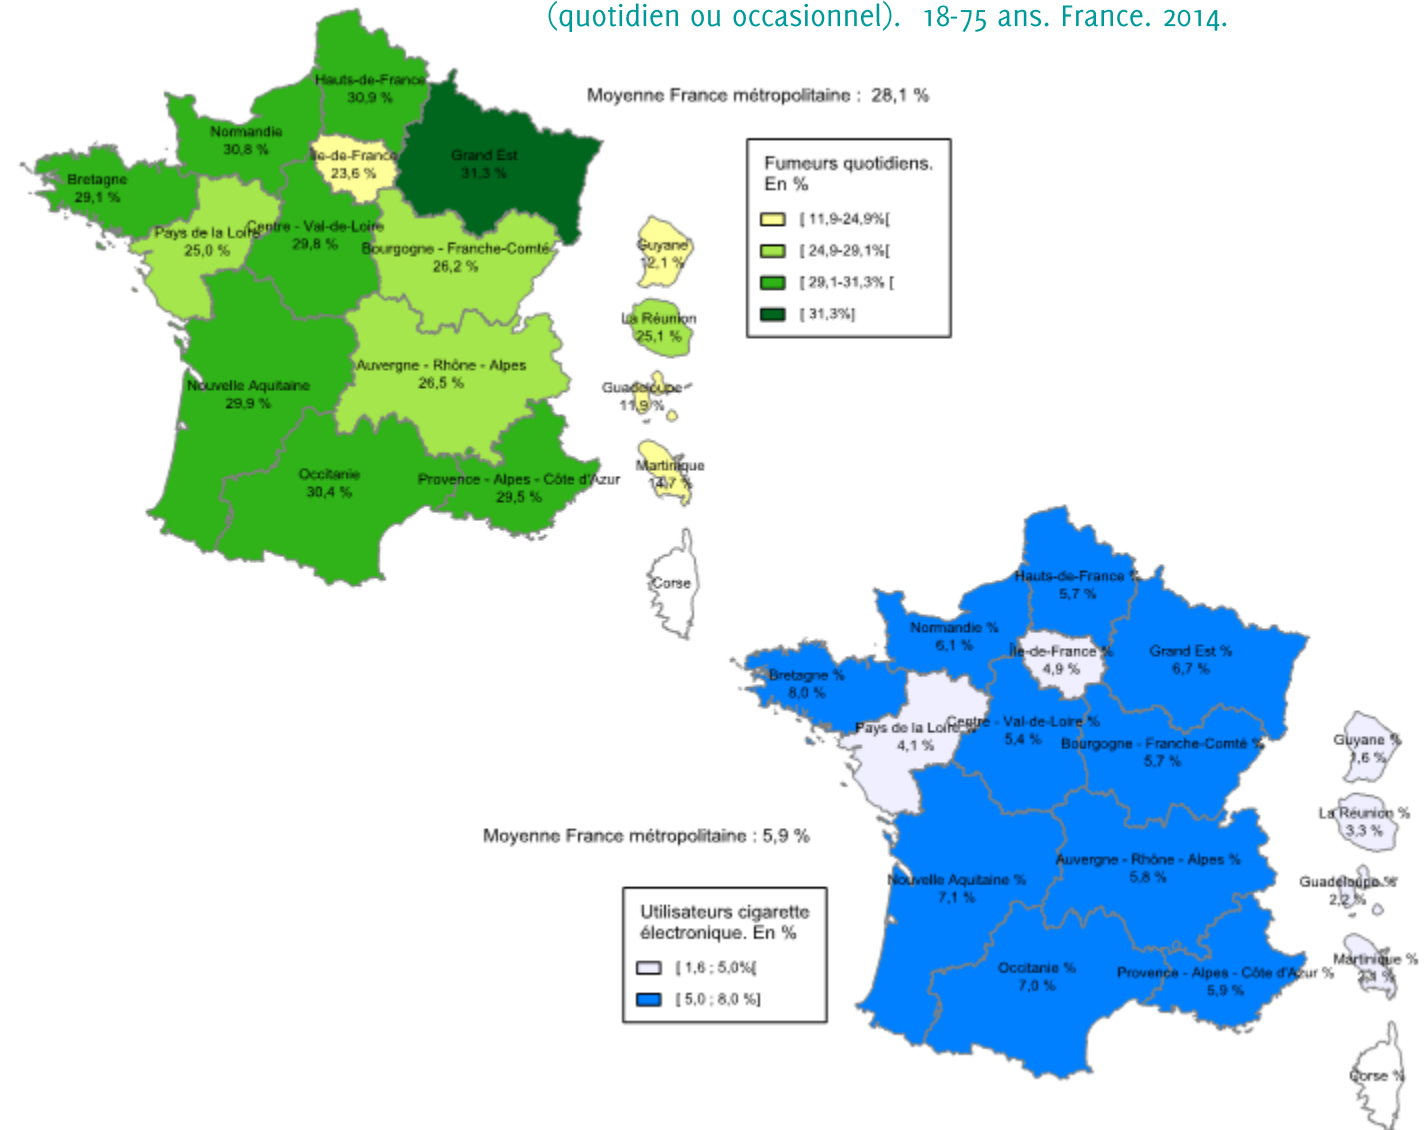 (quotidien ou occasionnel). 18-75 ans. France. 2014.
Moyenne France métropolitaine : 28,1 %
Hauts-de-France
30,9 %
Normandie
30,8 %
Île-de-France
23,6 %
Grand Est
31,3 %
Bretagne
29,1 %
Pays de la Loire
25,0 %
Centre - Val-de-Loire
29,8 %
Bourgogne - Franche-Comté
26,2 %
Auvergne - Rhône - Alpes
26,5 %
Nouvelle Aquitaine
29,9 %
Occitanie
30,4 %
Provence - Alpes - Côte d'Azur
29,5 %
Guyane
12,1 %
La Réunion
25,1 %
Guadeloupe
11,9 %
Martinique
14,7 %
Corse
Fumeurs quotidiens.
En %
[ 11,9-24,9%[
[ 24,9-29,1%[
[ 29,1-31,3% [
[ 31,3%]
Moyenne France métropolitaine : 5,9 %
Utilisateurs cigarette
électronique. En %
[ 1,6 ; 5,0%[
[ 5,0 ; 8,0 %]
Hauts-de-France %
5,7 %
Normandie %
6,1 %
Île-de-France %
4,9 %
Grand Est %
6,7 %
Bretagne %
8,0 %
Pays de la Loire %
4,1 %
Centre - Val-de-Loire %
5,4 %
Bourgogne - Franche-Comté %
5,7 %
Auvergne - Rhône - Alpes %
5,8 %
Nouvelle Aquitaine %
7,1 %
Occitanie %
7,0 %
Provence - Alpes - Côte d'Azur %
5,9 %
Guyane %
1,6 %
La Réunion %
3,3 %
Guadeloupe %
2,2 %
Martinique %
Corse %